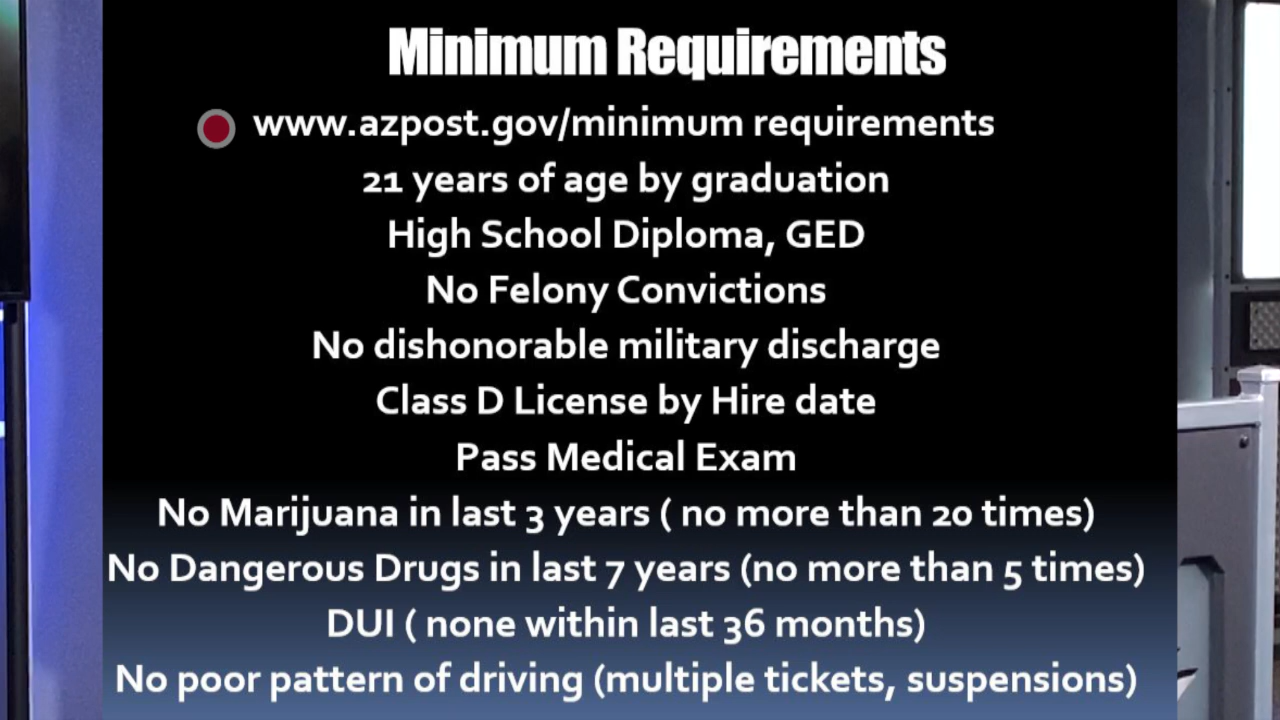 Minimum Requirements
www.azpost.gov/minimum requirements
21 years of age by graduation
High School Diploma, GED
No Felony Convictions
No dishonorable military discharge
Class D License by Hire date
Pass Medical Exam
No Marijuana in last 3 years ( no more than 20 times)
No Dangerous Drugs in last 7 years (no more than 5 times)
DUI ( none within last 36 months)
No poor pattern of driving (multiple tickets, suspensions)